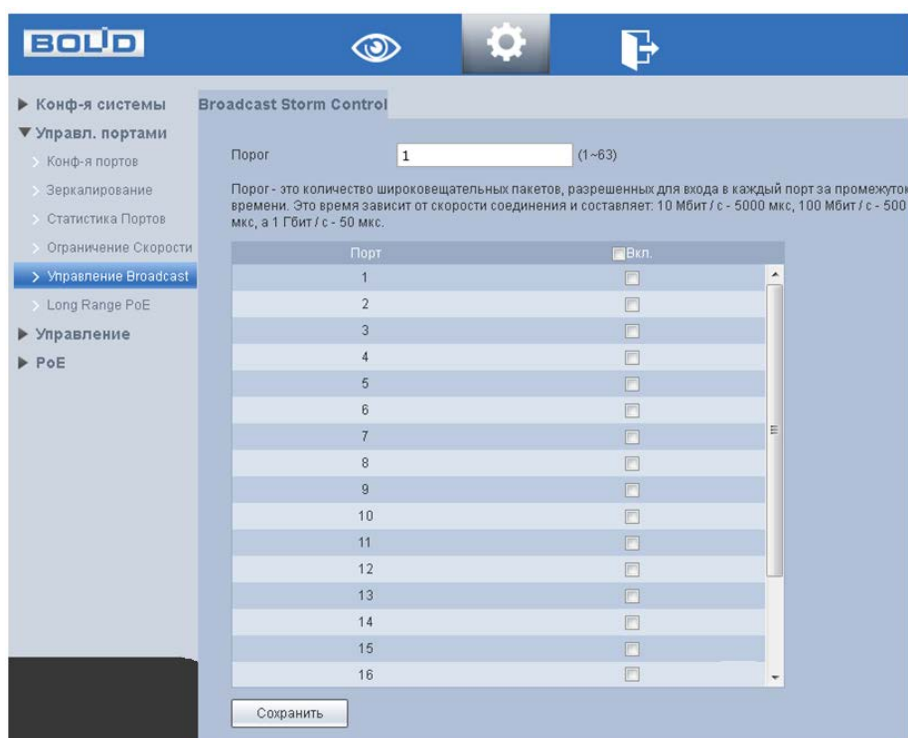 BOLID
Конф-я системы
Управл. портами
Конф-я портов
Зеркалирование
Статистика Портов
Ограничение Скорости
Управление Broadcast
Long Range PoE
Управление
PoE
Broadcast Storm Control
Порог 1 (1~63)
Порог - это количество широковещательных пакетов, разрешенных для входа в каждый порт за промежуток
времени. Это время зависит от скорости соединения и составляет: 10 Мбит / с - 5000 мкс, 100 Мбит / с - 500
мкс, а 1 Гбит / с - 50 мкс.
Порт Вкл.
1
2
3
4
5
6
7
8
9
10
11
12
13
14
15
16
Сохранить